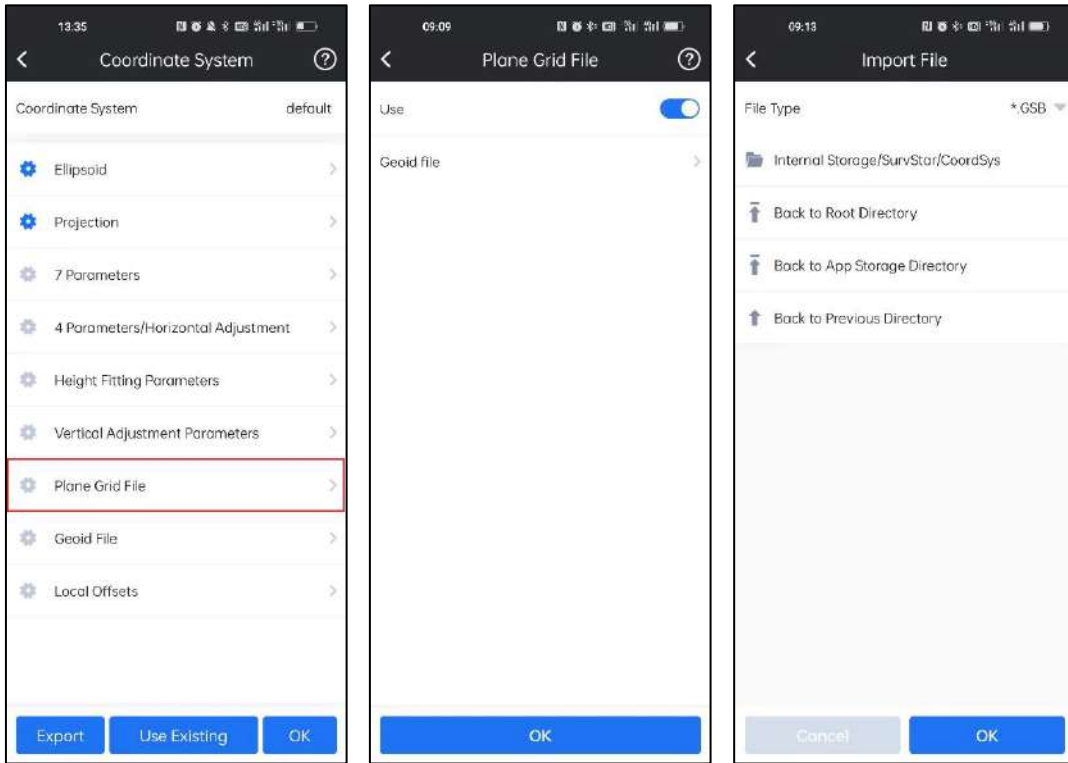 13:35
Coordinate System
Coordinate System default
Ellipsoid
Projection
7 Parameters
4 Parameters/Horizontal Adjustment
Height Fitting Parameters
Vertical Adjustment Parameters
Plane Grid File
Geoid File
Local Offsets
Export Use Existing OK
09:09
Plane Grid File
Use
Geoid file
OK
09:13
Import File
File Type *.GSB
Internal Storage/SurvStar/CoordSys
Back to Root Directory
Back to App Storage Directory
Back to Previous Directory
Cancel OK